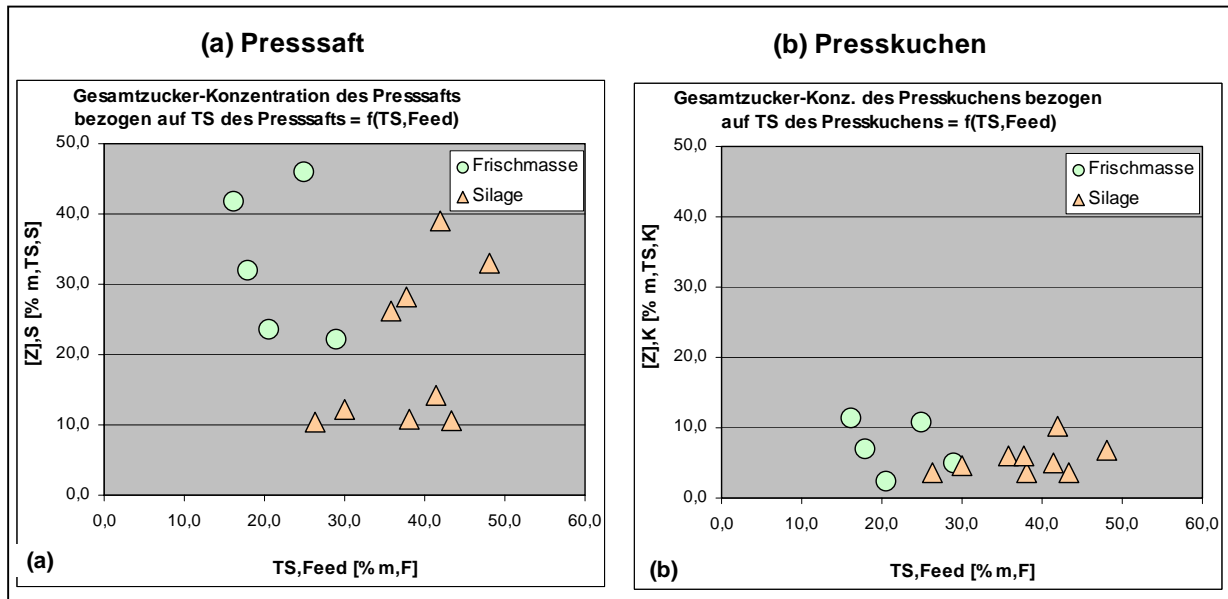 (a) Presssaft
Gesamtzucker-Konzentration des Presssafts
bezogen auf TS des Presssafts = f(TS,Feed)
50,0
40,0
30,0
20,0
10,0
0,0
[Z],S [% m,TS,S]
Frischmasse
Silage
0,0 10,0 20,0 30,0 40,0 50,0 60,0
TS,Feed [% m,F]
(a)
(b) Presskuchen
Gesamtzucker-Konz. des Presskuchens bezogen
auf TS des Presskuchens = f(TS,Feed)
50,0
40,0
30,0
20,0
10,0
0,0
[Z],K [% m,TS,K]
Frischmasse
Silage
0,0 10,0 20,0 30,0 40,0 50,0 60,0
TS,Feed [% m,F]
(b)